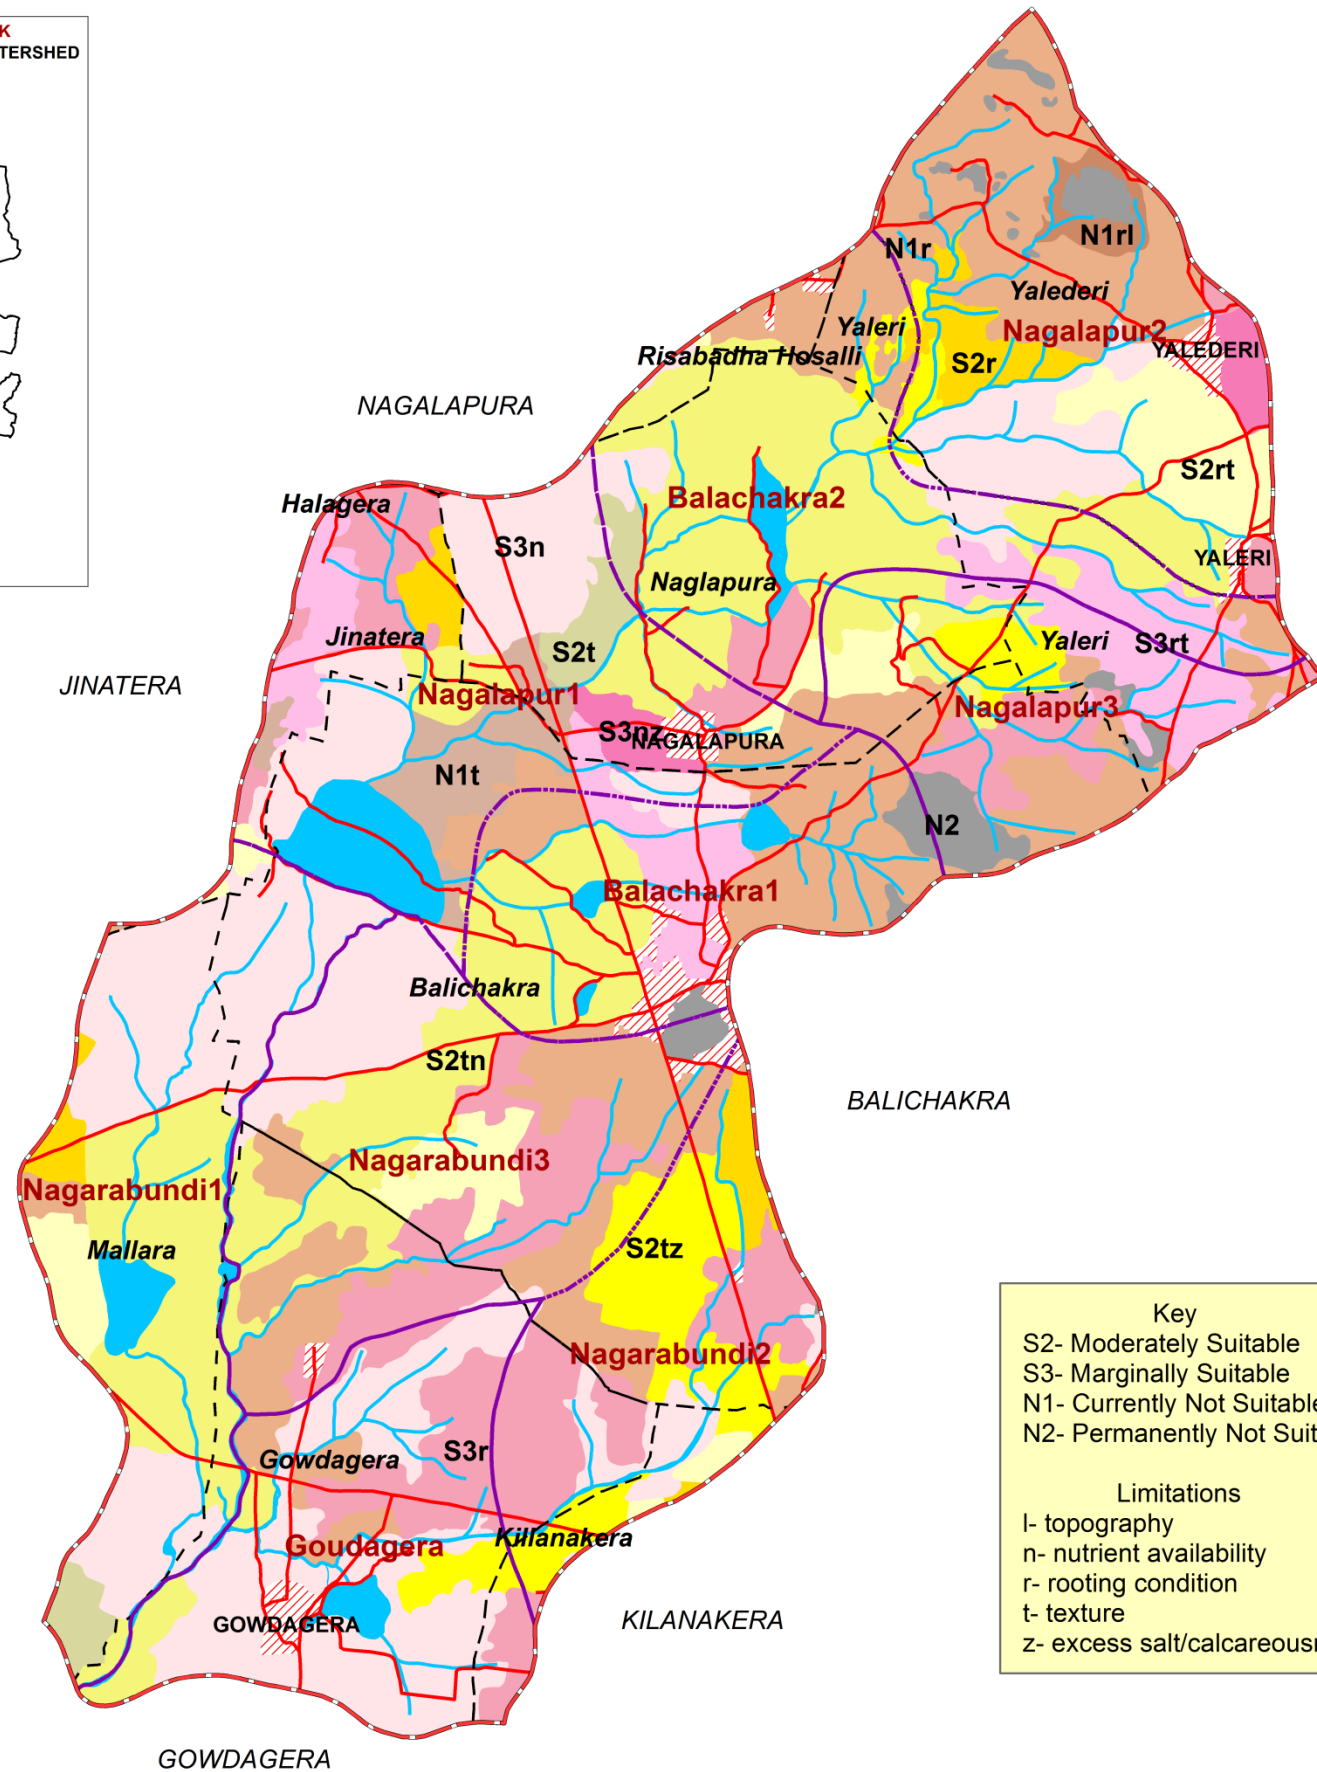 K
TERSHED
N1r
N1rl
Yalederi
Yaleri
Nagalapur2
Risabadha Hosalli
YALEDERI
S2r
NAGALAPURA
S2rt
Balachakra2
Halagera
S3n
YALERI
Naglapura
Jinatera
Yaleri
S3rt
S2t
JINATERA
Nagalapur1
Nagalapur3
S3nz
NAGALAPURA
N1t
N2
Balachakra1
Balichakra
S2tn
BALICHAKRA
Nagarabundi3
Nagarabundi1
Mallara
S2tz
Nagarabundi2
S3r
Gowdagera
Killanakera
Goudagera
GOWDAGERA
KILANAKERA
GOWDAGERA
Key
S2- Moderately Suitable
S3- Marginally Suitable
N1- Currently Not Suitable
N2- Permanently Not Suit
Limitations
l- topography
n- nutrient availability
r- rooting condition
t- texture
z- excess salt/calcareous